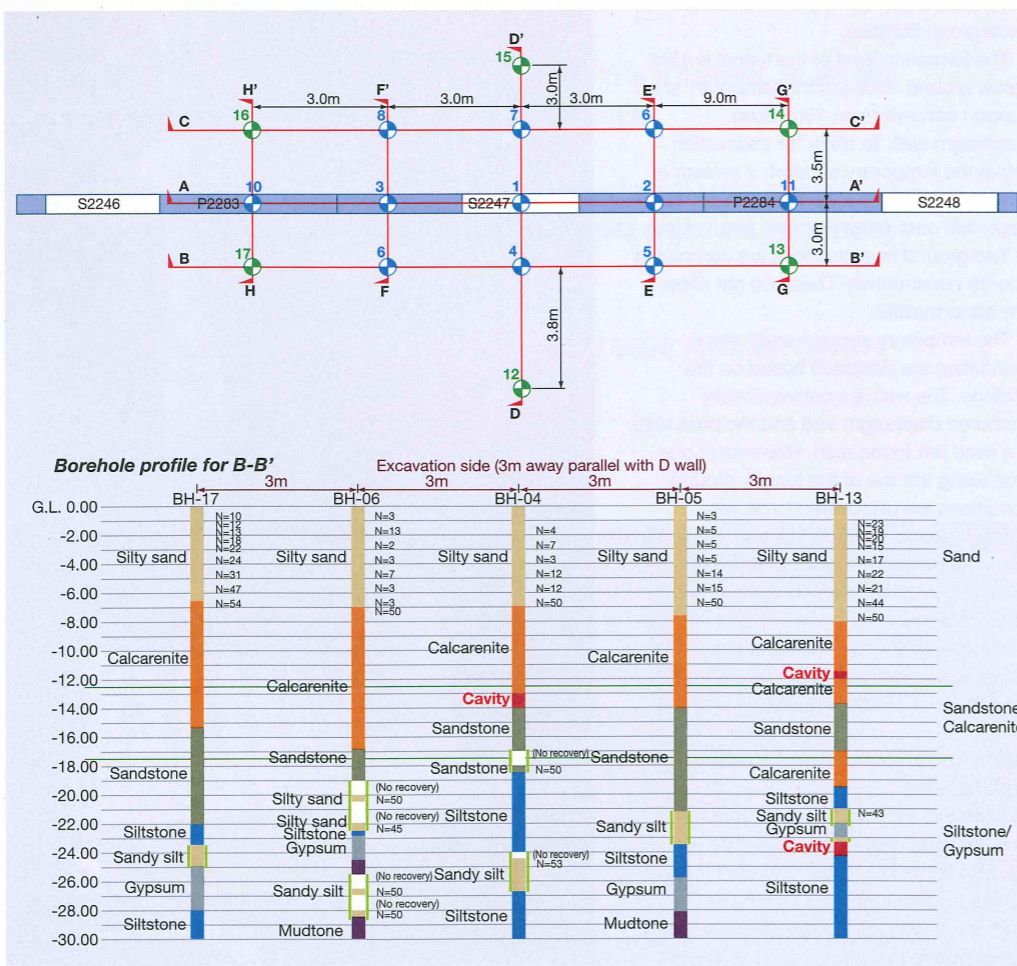 D'
15
H' F' E' G'
3.0m 3.0m 3.0m 3.0m 9.0m
16 8 7 6 14
C C'
3.5m
A 10 3 1 2 11 A'
S2246 P2283 S2247 P2284 S2248
3.0m
17 6 4 5 13
B B'
H F E G
3.8m
12
D
Borehole profile for B-B'
Excavation side (3m away parallel with D wall)
3m 3m 3m 3m
BH-17 BH-06 BH-04 BH-05 BH-13
G.L. 0.00
-2.00
-4.00
-6.00
-8.00
-10.00
-12.00
-14.00
-16.00
-18.00
-20.00
-22.00
-24.00
-26.00
-28.00
-30.00
N=10
N=12
N=18
N=22
N=24
N=31
N=47
N=54
Silty sand
Calcarenite
Sandstone
Siltstone
Sandy silt
Gypsum
Siltstone
N=3
N=13
N=2
N=3
N=7
N=3
N=3
N=50
Silty sand
Calcarenite
Sandstone
(No recovery)
Silty sand
N=50
(No recovery)
Silty sand
N=45
Siltstone
Gypsum
(No recovery)
Sandy silt
N=50
(No recovery)
N=50
Mudtone
N=4
N=7
N=3
N=12
N=12
N=50
Silty sand
Calcarenite
Cavity
Sandstone
(No recovery)
Sandstone
N=50
Siltstone
(No recovery)
N=53
Sandy silt
Siltstone
N=3
N=5
N=5
N=5
N=14
N=15
N=50
Silty sand
Calcarenite
Sandstone
Sandy silt
Siltstone
Gypsum
Mudtone
N=23
N=19
N=20
N=15
N=17
N=22
N=21
N=44
N=50
Silty sand
Calcarenite
Cavity
Calcarenite
Sandstone
Calcarenite
Siltstone
Sandy silt
N=43
Gypsum
Cavity
Siltstone
Sand
Sandstone
Calcarenite
Siltstone/
Gypsum